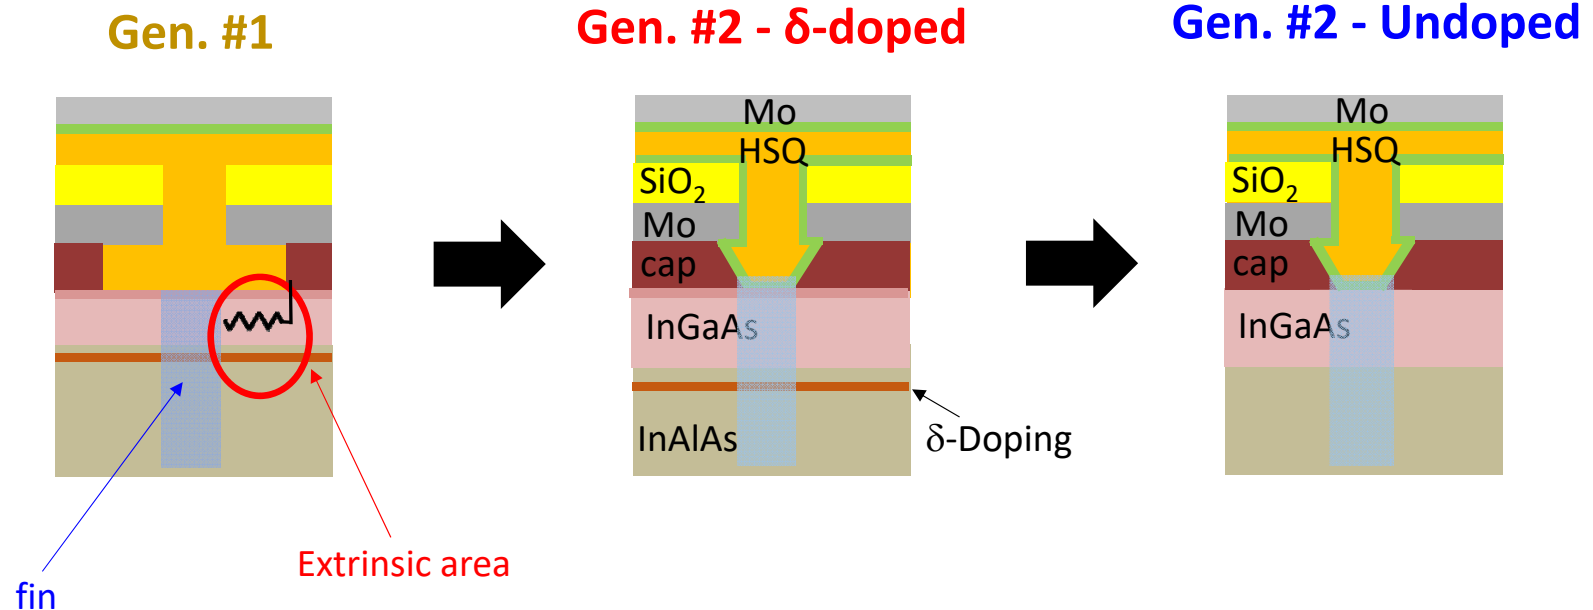 Gen. #1
Gen. #2 - δ-doped
Gen. #2 - Undoped
Mo
HSQ
SiO2
Mo
cap
InGaAs
InAlAs
δ-Doping
Mo
HSQ
SiO2
Mo
cap
InGaAs
Extrinsic area
fin